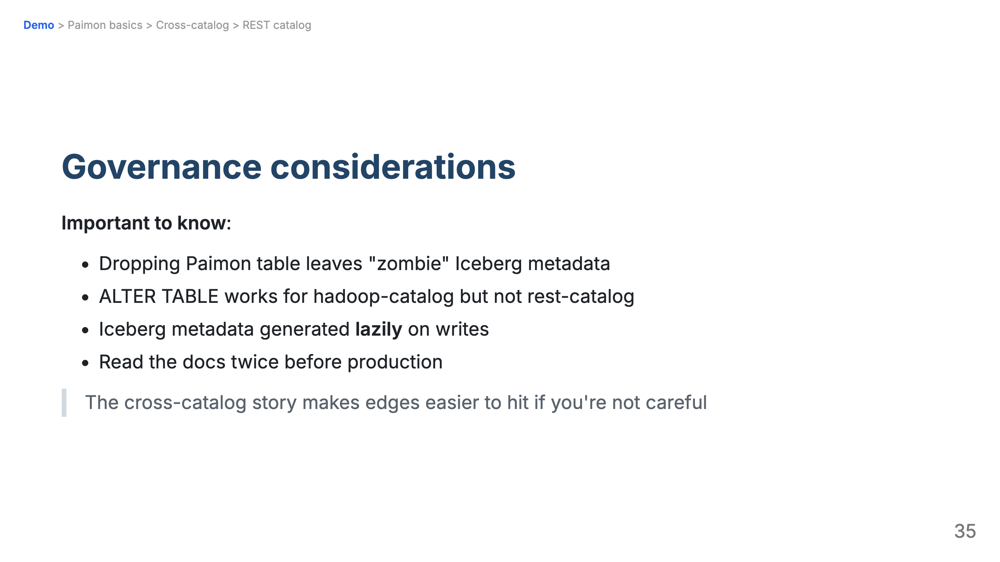 Demo > Paimon basics > Cross-catalog > REST catalog
Governance considerations
Important to know:
• Dropping Paimon table leaves "zombie" Iceberg metadata
• ALTER TABLE works for hadoop-catalog but not rest-catalog
• Iceberg metadata generated lazily on writes
• Read the docs twice before production
The cross-catalog story makes edges easier to hit if you're not careful
35